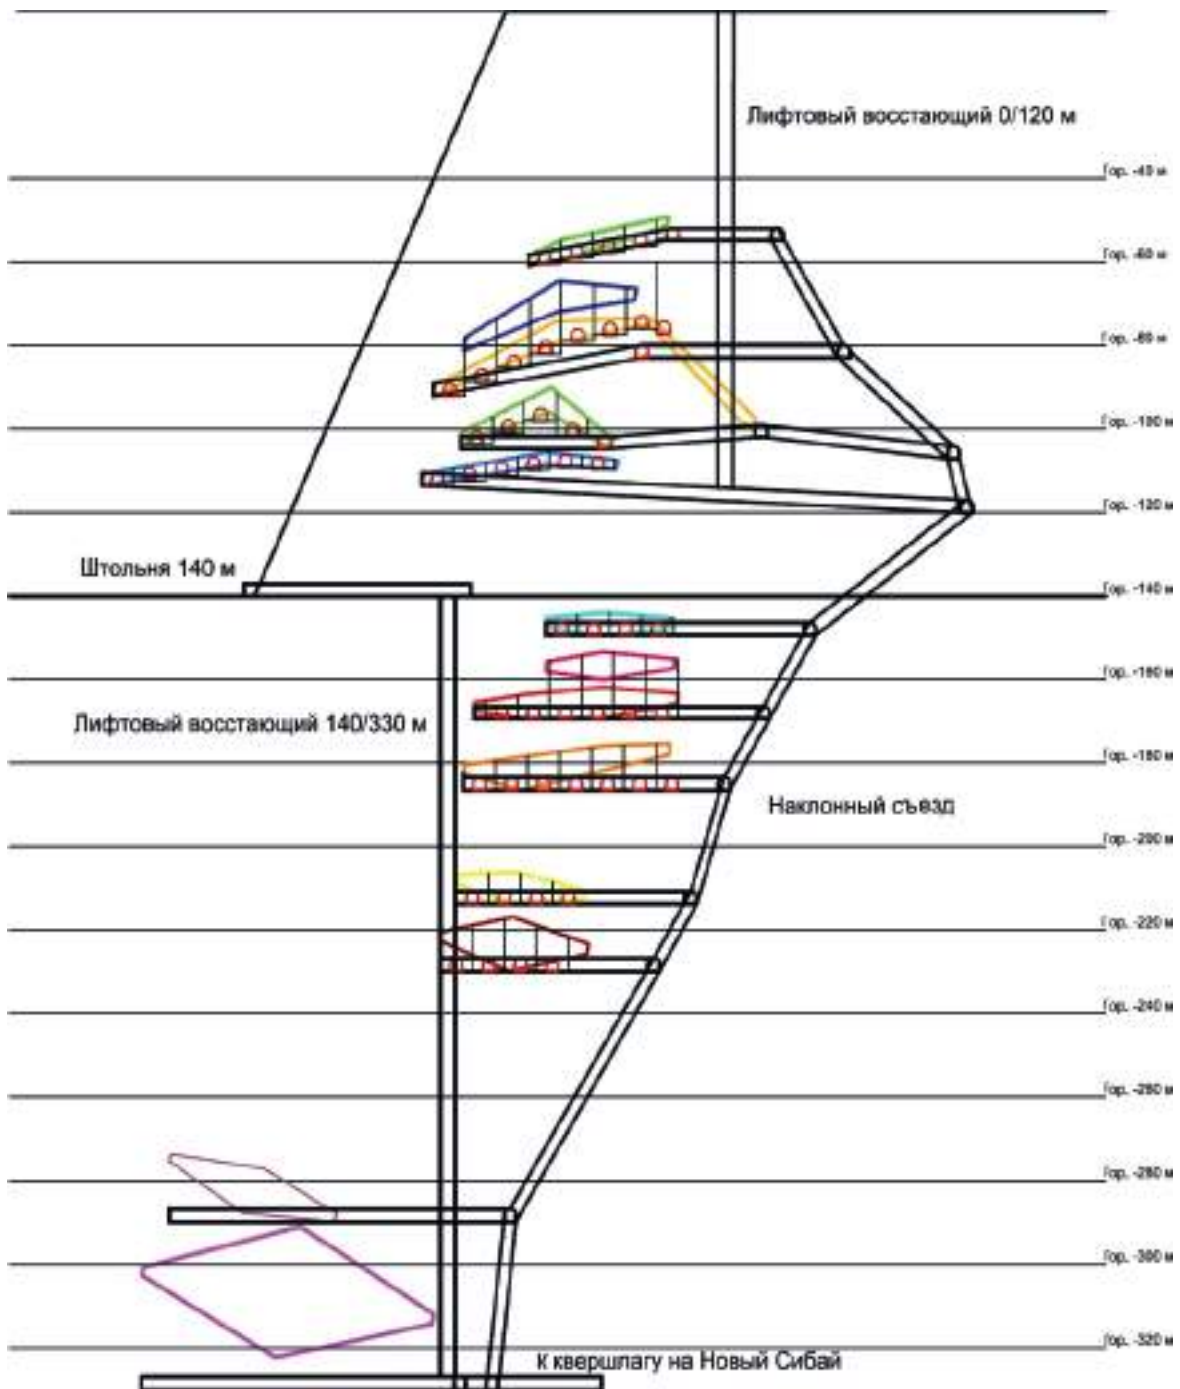 Лифтовый восстающий 0/120 м
Гор. -40 м
Гор. -60 м
Гор. -80 м
Гор. -100 м
Гор. -120 м
Штольня 140 м
Гор. -140 м
Гор. -160 м
Лифтовый восстающий 140/330 м
Гор. -180 м
Наклонный съезд
Гор. -200 м
Гор. -220 м
Гор. -240 м
Гор. -260 м
Гор. -280 м
Гор. -300 м
Гор. -320 м
К квершлагу на Новый Сибай